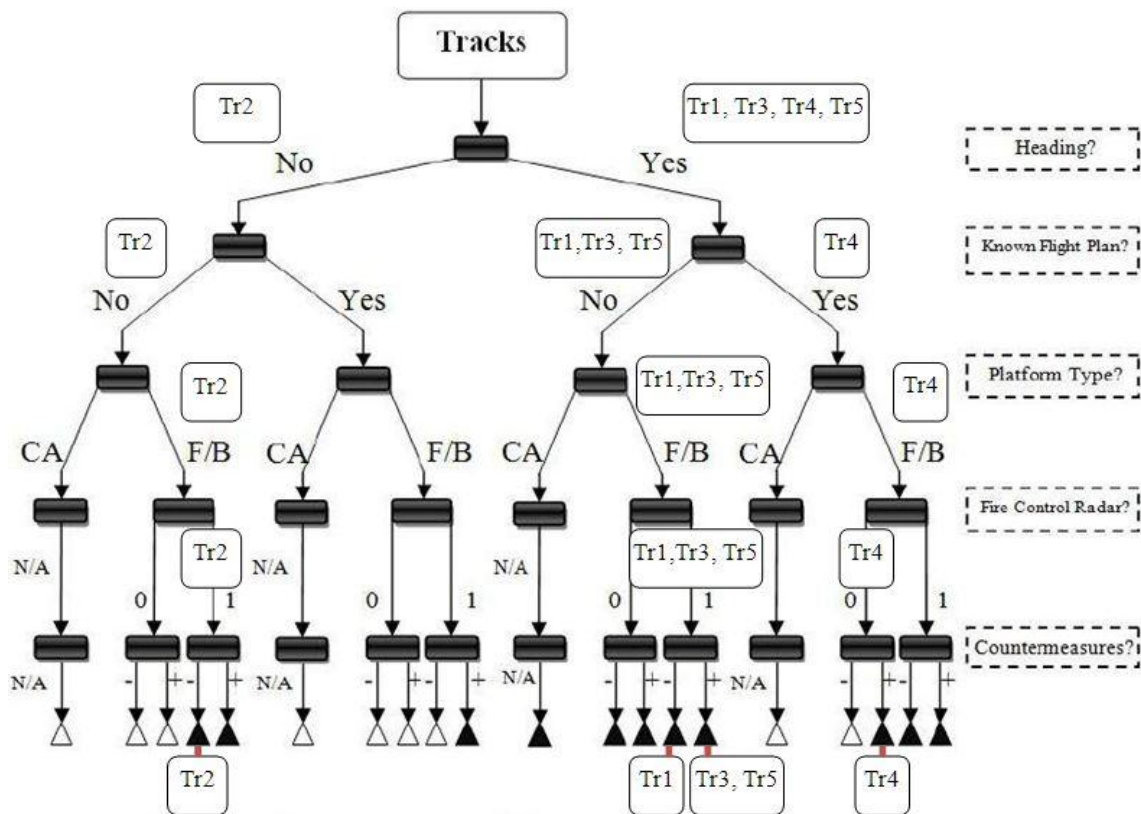 Tracks
Tr2
Tr1, Tr3, Tr4, Tr5
Heading?
No
Yes
Tr2
Tr1,Tr3, Tr5
Tr4
Known Flight Plan?
No
Yes
No
Yes
Tr2
Tr1,Tr3, Tr5
Tr4
Platform Type?
CA
F/B
CA
F/B
CA
F/B
CA
F/B
Fire Control Radar?
Tr2
Tr1,Tr3, Tr5
Tr4
N/A
N/A
N/A
0
1
0
1
0
1
0
1
Countermeasures?
N/A
-
+
-
+
N/A
-
+
-
+
N/A
-
+
-
+
N/A
-
+
-
+
Tr2
Tr1
Tr3, Tr5
Tr4